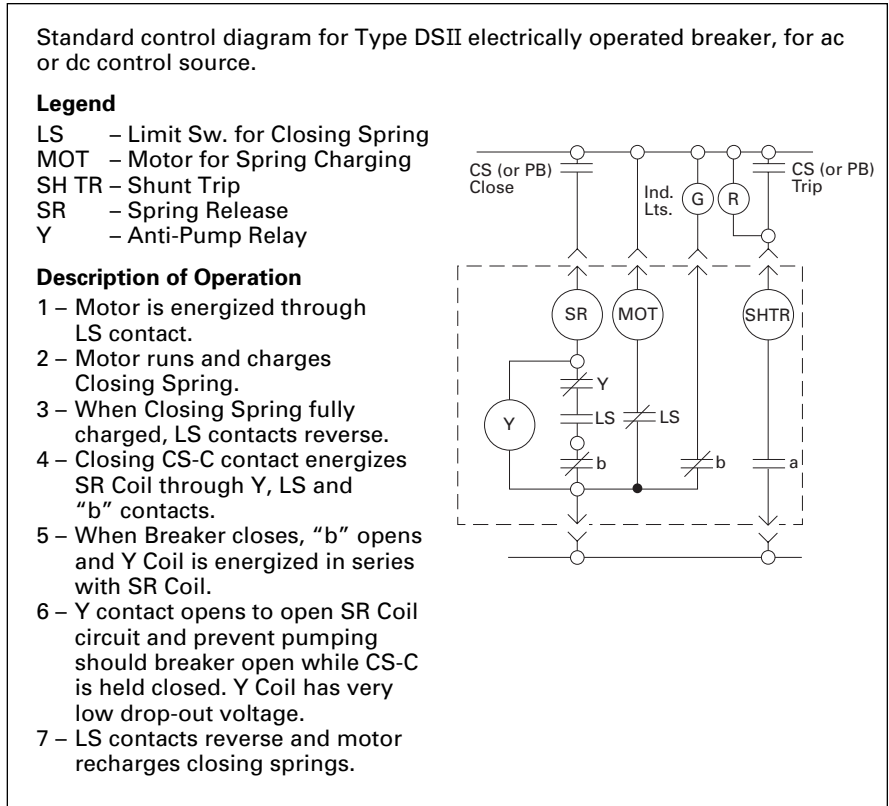 Standard control diagram for Type DSII electrically operated breaker, for ac
or dc control source.
Legend
LS – Limit Sw. for Closing Spring
MOT – Motor for Spring Charging
SH TR – Shunt Trip
SR – Spring Release
Y – Anti-Pump Relay
Description of Operation
1 – Motor is energized through
LS contact.
2 – Motor runs and charges
Closing Spring.
3 – When Closing Spring fully
charged, LS contacts reverse.
4 – Closing CS-C contact energizes
SR Coil through Y, LS and
“b” contacts.
5 – When Breaker closes, “b” opens
and Y Coil is energized in series
with SR Coil.
6 – Y contact opens to open SR Coil
circuit and prevent pumping
should breaker open while CS-C
is held closed. Y Coil has very
low drop-out voltage.
7 – LS contacts reverse and motor
recharges closing springs.
CS (or PB)
Close
Ind.
Lts.
G
R
CS (or PB)
Trip
SR
MOT
SHTR
Y
Y
LS
LS
b
b
a